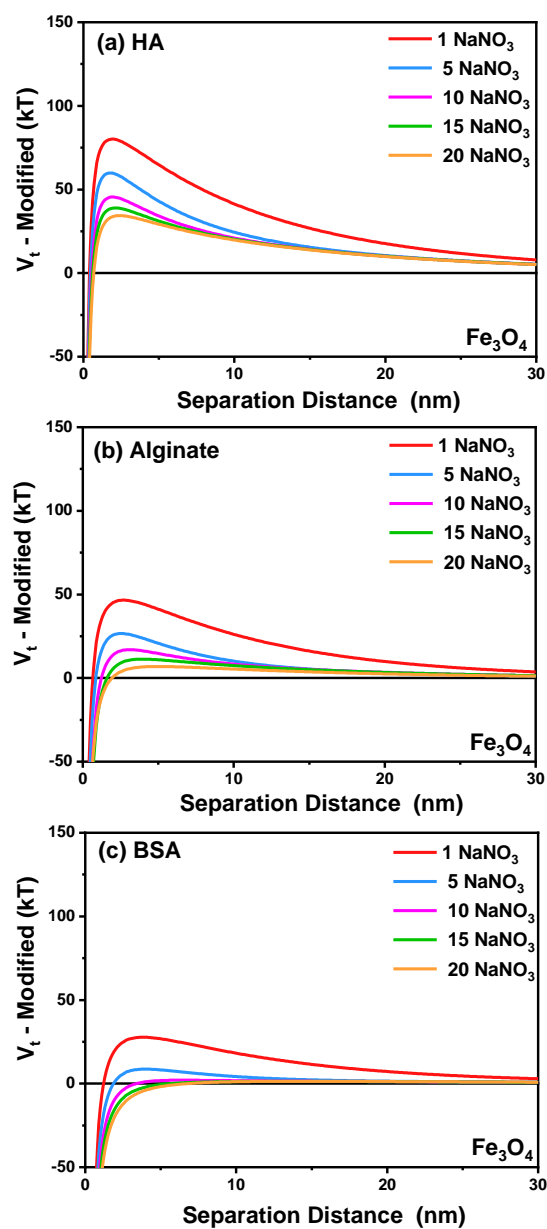 (a) HA
1 NaNO₃
5 NaNO₃
10 NaNO₃
15 NaNO₃
20 NaNO₃
Fe₃O₄
Vₜ - Modified (kT)
150
100
50
0
-50
0
10
20
30
Separation Distance (nm)
(b) Alginate
1 NaNO₃
5 NaNO₃
10 NaNO₃
15 NaNO₃
20 NaNO₃
Fe₃O₄
Vₜ - Modified (kT)
150
100
50
0
-50
0
10
20
30
Separation Distance (nm)
(c) BSA
1 NaNO₃
5 NaNO₃
10 NaNO₃
15 NaNO₃
20 NaNO₃
Fe₃O₄
Vₜ - Modified (kT)
150
100
50
0
-50
0
10
20
30
Separation Distance (nm)